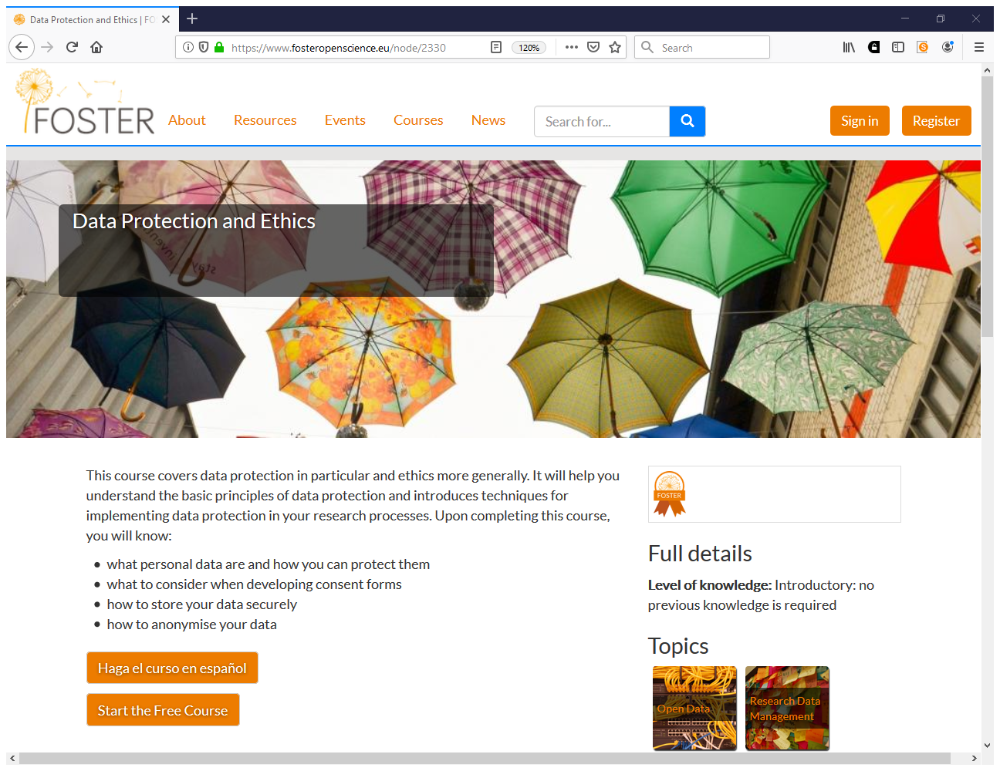 Data Protection and Ethics | FO
https://www.fosteropenscience.eu/node/2330
120%
Search
FOSTER
About
Resources
Events
Courses
News
Search for...
Sign in
Register
Data Protection and Ethics
stay
This course covers data protection in particular and ethics more generally. It will help you
understand the basic principles of data protection and introduces techniques for
implementing data protection in your research processes. Upon completing this course,
you will know:
what personal data are and how you can protect them
what to consider when developing consent forms
how to store your data securely
how to anonymise your data
Haga el curso en español
Start the Free Course
FOSTER
Full details
Level of knowledge: Introductory: no
previous knowledge is required
Topics
Open Data
Research Data
Management